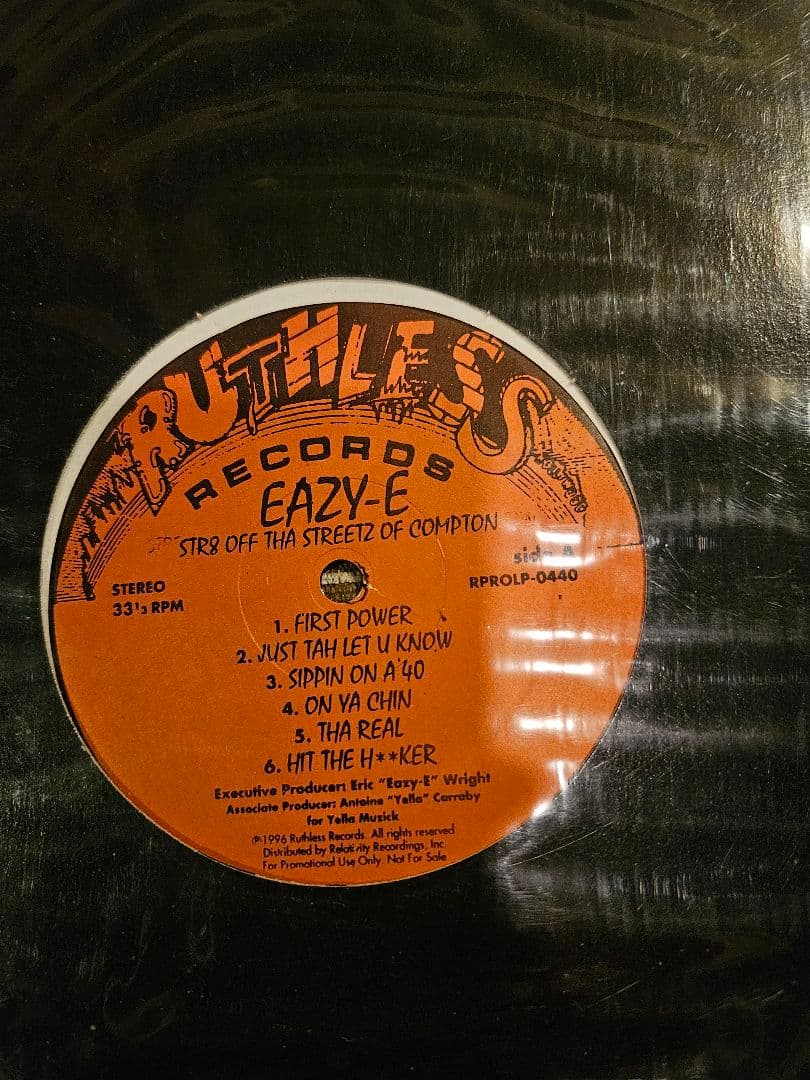 RUTHLESS
RECORDS
EAZY-E
STR8 OFF THA STREETZ OF COMPTON
side A
RPROLP-0440
STEREO
33 1/3 RPM
1. FIRST POWER
2. JUST TAH LET U KNOW
3. SIPPIN ON A 40
4. ON YA CHIN
5. THA REAL
6. HIT THE H**KER
Executive Producer: Eric "Eazy-E" Wright
Associate Producer: Antoine "Yella" Carraby
for Yella Muzick
℗1996 Ruthless Records. All rights reserved
Distributed by Relativity Recordings, Inc
For Promotional Use Only. Not For Sale